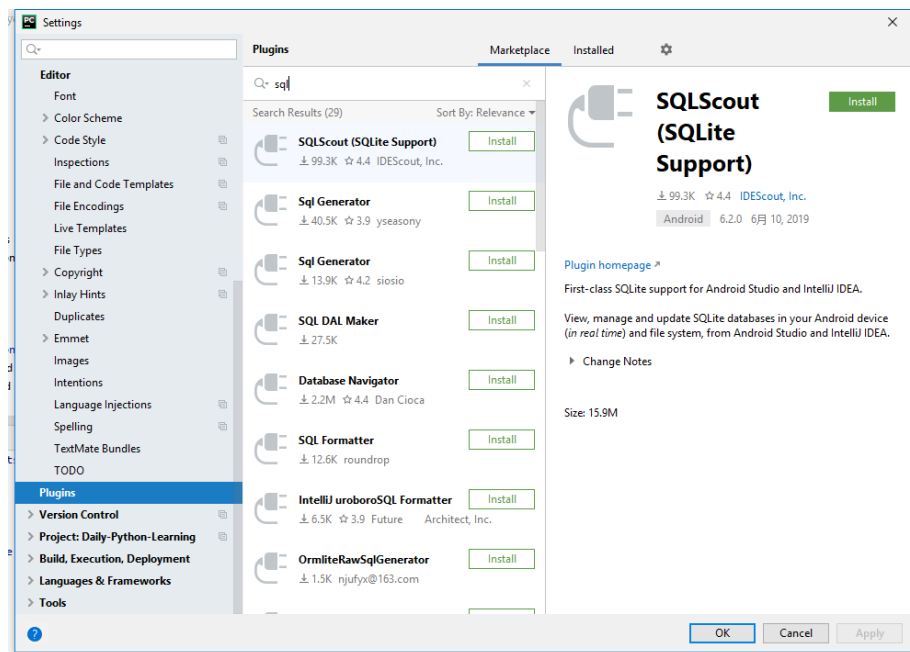 PC
Settings
Plugins
Marketplace
Installed
Editor
Font
Color Scheme
Code Style
Inspections
File and Code Templates
File Encodings
Live Templates
File Types
Copyright
Inlay Hints
Duplicates
Emmet
Images
Intentions
Language Injections
Spelling
TextMate Bundles
TODO
Plugins
Version Control
Project: Daily-Python-Learning
Build, Execution, Deployment
Languages & Frameworks
Tools
?
sql
Search Results (29)
Sort By: Relevance
SQLScout (SQLite Support)
Install
99.3K 4.4 IDEScout, Inc.
Sql Generator
Install
40.5K 3.9 yseasony
Sql Generator
Install
13.9K 4.2 siosio
SQL DAL Maker
Install
27.5K
Database Navigator
Install
2.2M 4.4 Dan Cioca
SQL Formatter
Install
12.6K roundrop
IntelliJ uroboroSQL Formatter
Install
6.5K 3.9 Future Architect, Inc.
OrmliteRawSqlGenerator
Install
1.5K njufyx@163.com
SQLScout
(SQLite
Support)
Install
99.3K 4.4 IDEScout, Inc.
Android 6.2.0 6月 10, 2019
Plugin homepage
First-class SQLite support for Android Studio and IntelliJ IDEA.
View, manage and update SQLite databases in your Android device
(in real time) and file system, from Android Studio and IntelliJ IDEA.
Change Notes
Size: 15.9M
OK
Cancel
Apply